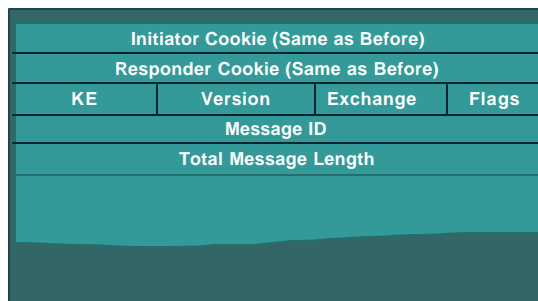 Initiator Cookie (Same as Before)
Responder Cookie (Same as Before)
KE Version Exchange Flags
Message ID
Total Message Length